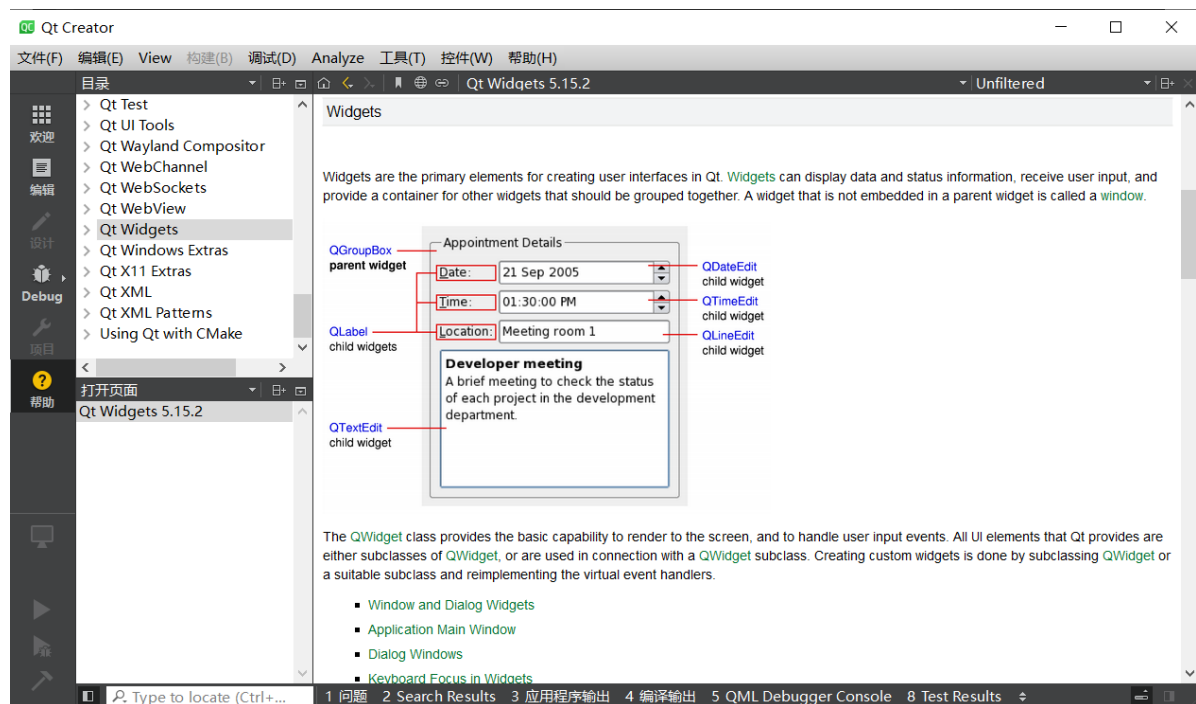 Qt Creator
文件(F) 编辑(E) View 构建(B) 调试(D) Analyze 工具(T) 控件(W) 帮助(H)
目录
Qt Widgets 5.15.2
Unfiltered
欢迎
编辑
设计
Debug
项目
帮助
Qt Test
Qt UI Tools
Qt Wayland Compositor
Qt WebChannel
Qt WebSockets
Qt WebView
Qt Widgets
Qt Windows Extras
Qt X11 Extras
Qt XML
Qt XML Patterns
Using Qt with CMake
打开页面
Qt Widgets 5.15.2
Widgets
Widgets are the primary elements for creating user interfaces in Qt. Widgets can display data and status information, receive user input, and
provide a container for other widgets that should be grouped together. A widget that is not embedded in a parent widget is called a window.
QGroupBox
parent widget
QLabel
child widgets
QTextEdit
child widget
Appointment Details
Date: 21 Sep 2005
Time: 01:30:00 PM
Location: Meeting room 1
Developer meeting
A brief meeting to check the status
of each project in the development
department.
QDateEdit
child widget
QTimeEdit
child widget
QLineEdit
child widget
The QWidget class provides the basic capability to render to the screen, and to handle user input events. All UI elements that Qt provides are
either subclasses of QWidget, or are used in connection with a QWidget subclass. Creating custom widgets is done by subclassing QWidget or
a suitable subclass and reimplementing the virtual event handlers.
Window and Dialog Widgets
Application Main Window
Dialog Windows
Keyboard Focus in Widgets
Type to locate (Ctrl+...
1 问题 2 Search Results 3 应用程序输出 4 编译输出 5 QML Debugger Console 8 Test Results